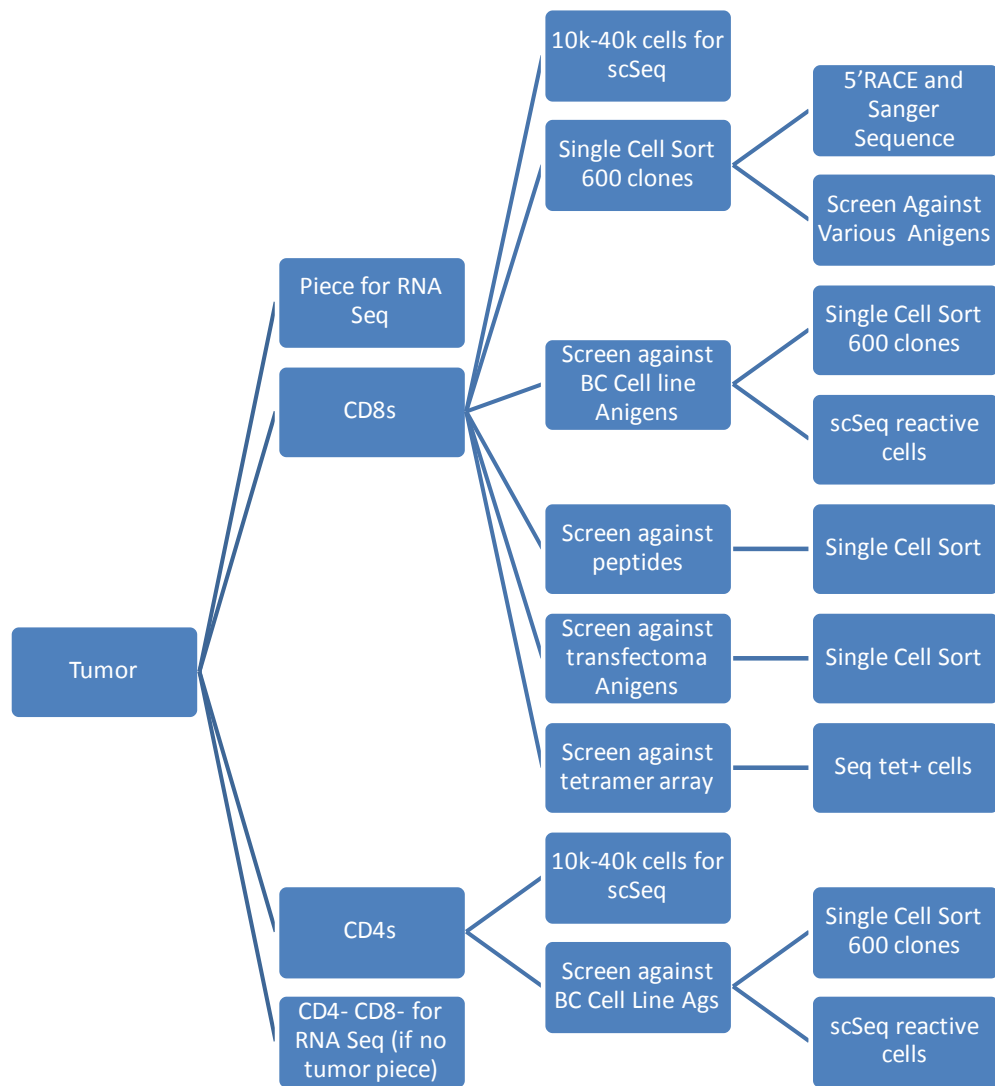 Tumor
Piece for RNA
Seq
CD8s
10k-40k cells for
scSeq
Single Cell Sort
600 clones
5'RACE and
Sanger
Sequence
Screen Against
Various  Anigens
Screen against
BC Cell line
Anigens
Single Cell Sort
600 clones
scSeq reactive
cells
Screen against
peptides
Single Cell Sort
Screen against
transfectoma
Anigens
Single Cell Sort
Screen against
tetramer array
Seq tet+ cells
CD4s
10k-40k cells for
scSeq
Screen against
BC Cell Line Ags
Single Cell Sort
600 clones
scSeq reactive
cells
CD4- CD8- for
RNA Seq (if no
tumor piece)